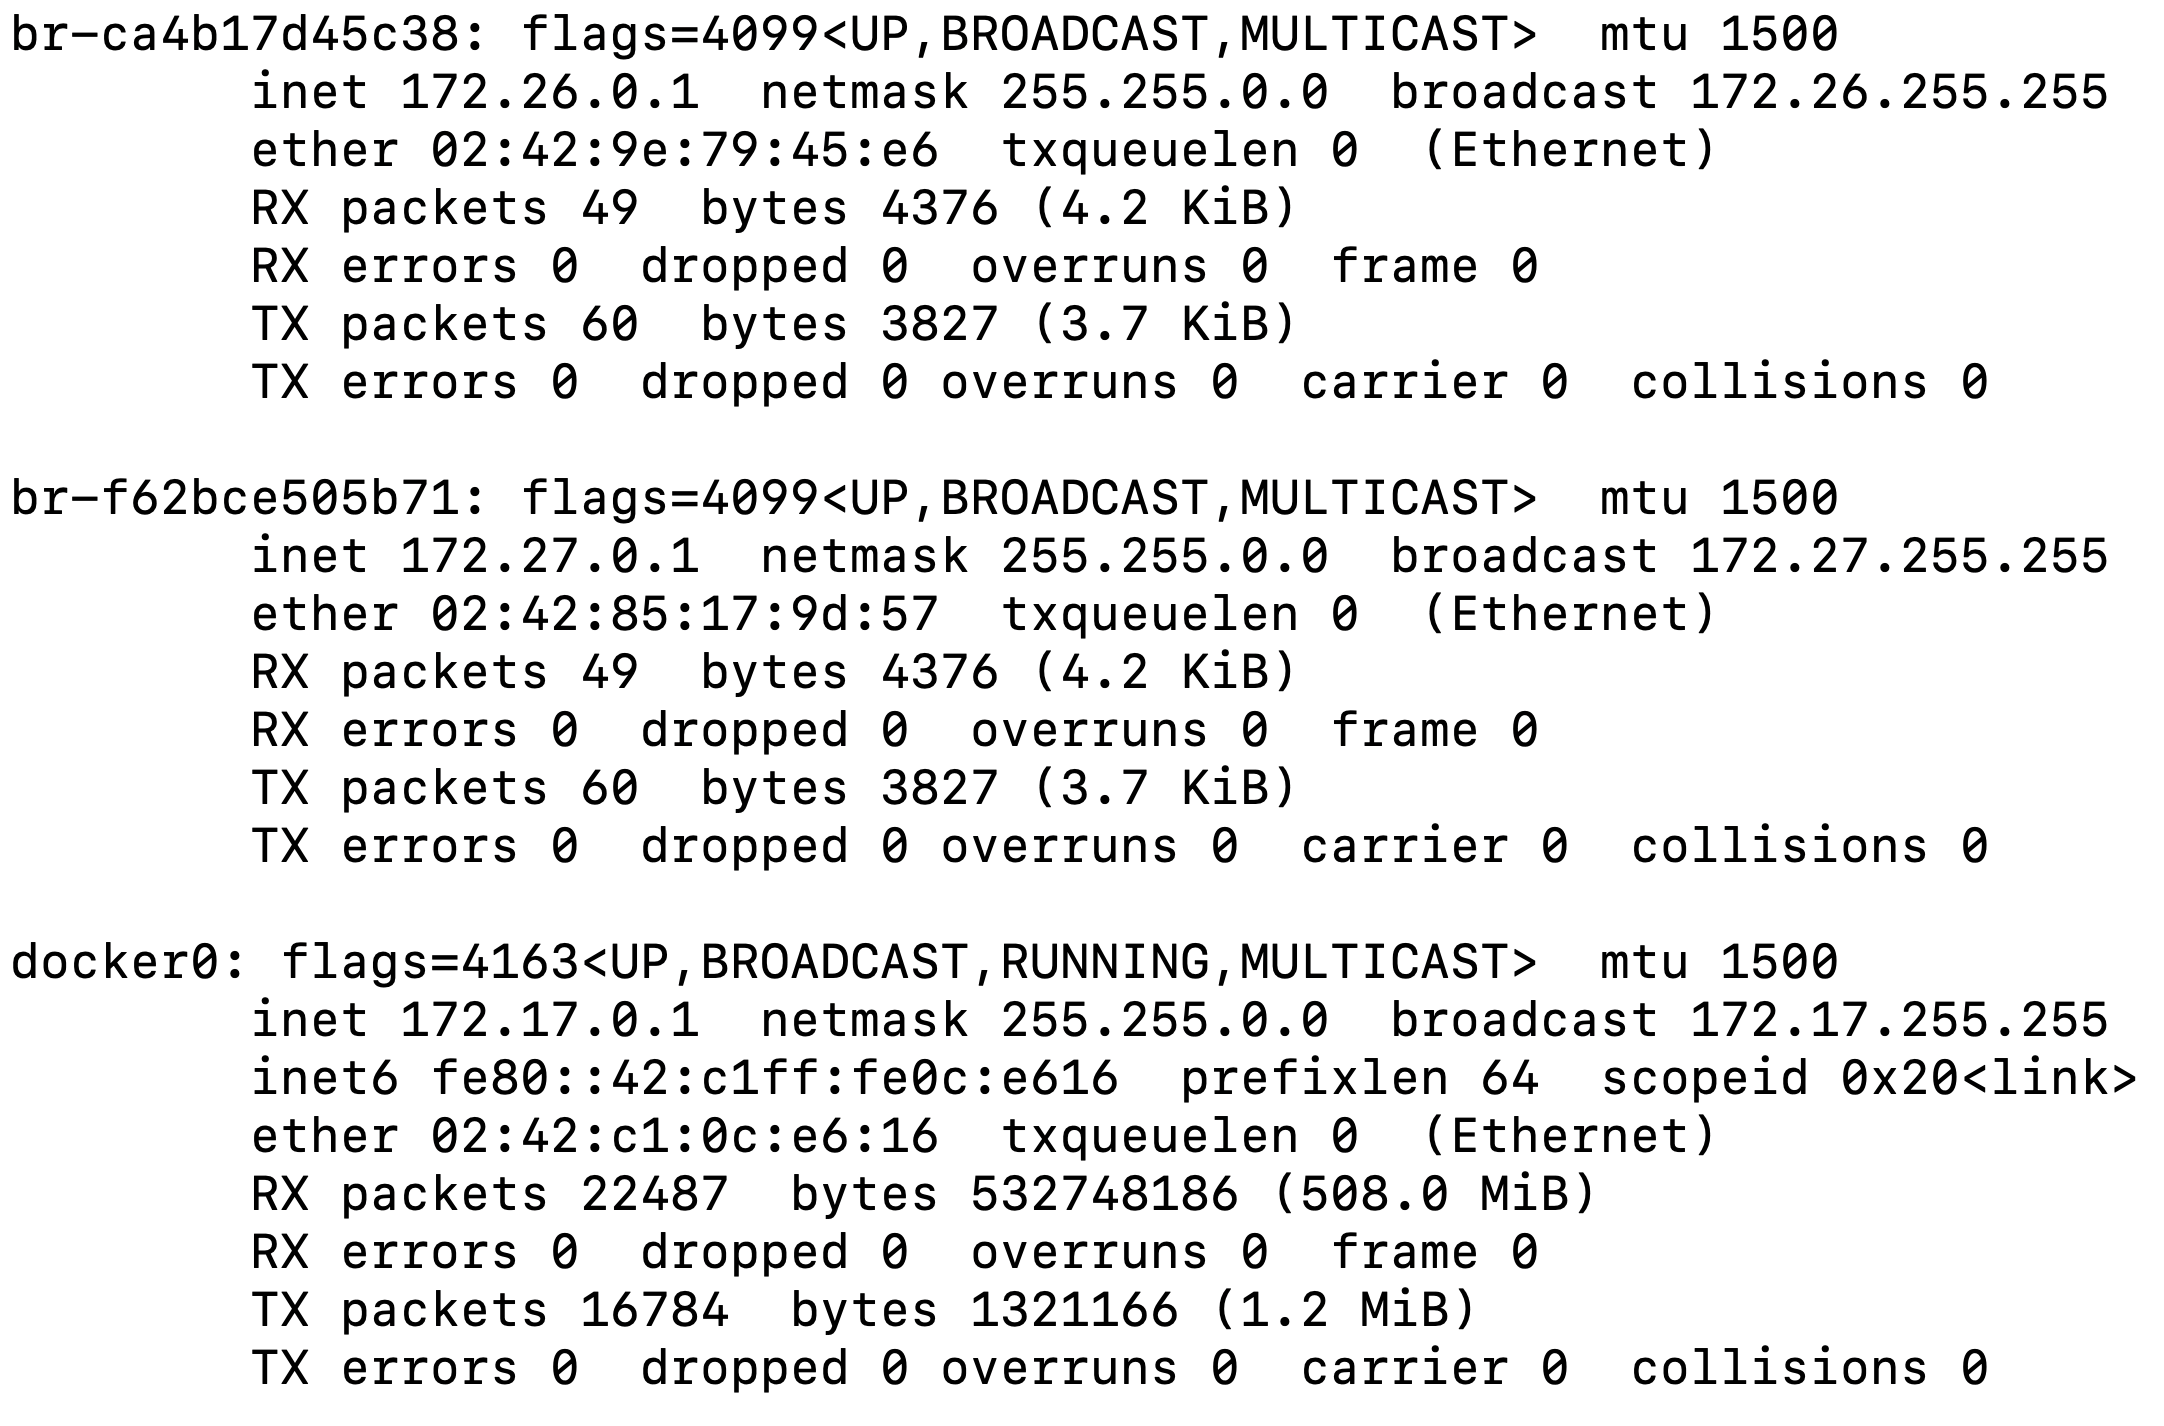 br-ca4b17d45c38: flags=4099<UP,BROADCAST,MULTICAST>  mtu 1500
        inet 172.26.0.1  netmask 255.255.0.0  broadcast 172.26.255.255
        ether 02:42:9e:79:45:e6  txqueuelen 0  (Ethernet)
        RX packets 49  bytes 4376 (4.2 KiB)
        RX errors 0  dropped 0  overruns 0  frame 0
        TX packets 60  bytes 3827 (3.7 KiB)
        TX errors 0  dropped 0 overruns 0  carrier 0  collisions 0

br-f62bce505b71: flags=4099<UP,BROADCAST,MULTICAST>  mtu 1500
        inet 172.27.0.1  netmask 255.255.0.0  broadcast 172.27.255.255
        ether 02:42:85:17:9d:57  txqueuelen 0  (Ethernet)
        RX packets 49  bytes 4376 (4.2 KiB)
        RX errors 0  dropped 0  overruns 0  frame 0
        TX packets 60  bytes 3827 (3.7 KiB)
        TX errors 0  dropped 0 overruns 0  carrier 0  collisions 0

docker0: flags=4163<UP,BROADCAST,RUNNING,MULTICAST>  mtu 1500
        inet 172.17.0.1  netmask 255.255.0.0  broadcast 172.17.255.255
        inet6 fe80::42:c1ff:fe0c:e616  prefixlen 64  scopeid 0x20<link>
        ether 02:42:c1:0c:e6:16  txqueuelen 0  (Ethernet)
        RX packets 22487  bytes 532748186 (508.0 MiB)
        RX errors 0  dropped 0  overruns 0  frame 0
        TX packets 16784  bytes 1321166 (1.2 MiB)
        TX errors 0  dropped 0 overruns 0  carrier 0  collisions 0